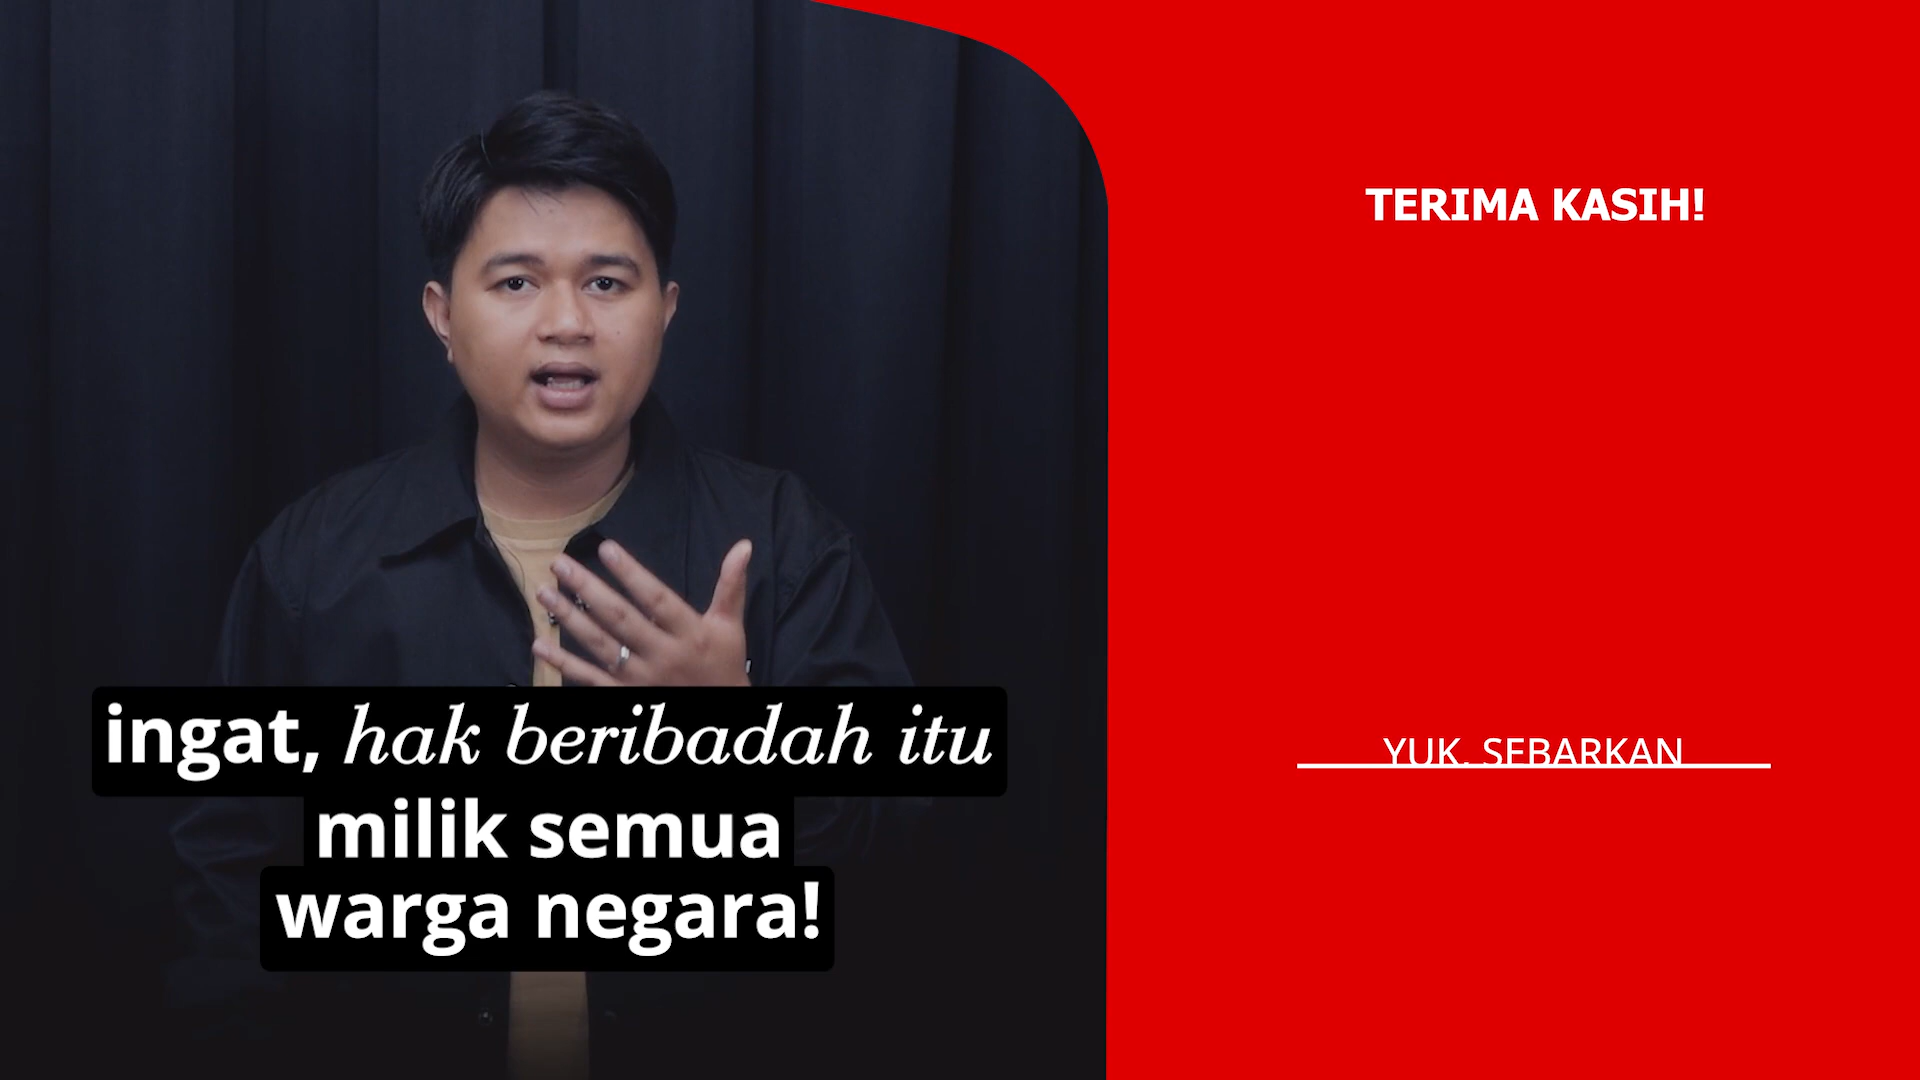 ingat, hak beribadah itu
milik semua
warga negara!
TERIMA KASIH!
YUK, SEBARKAN